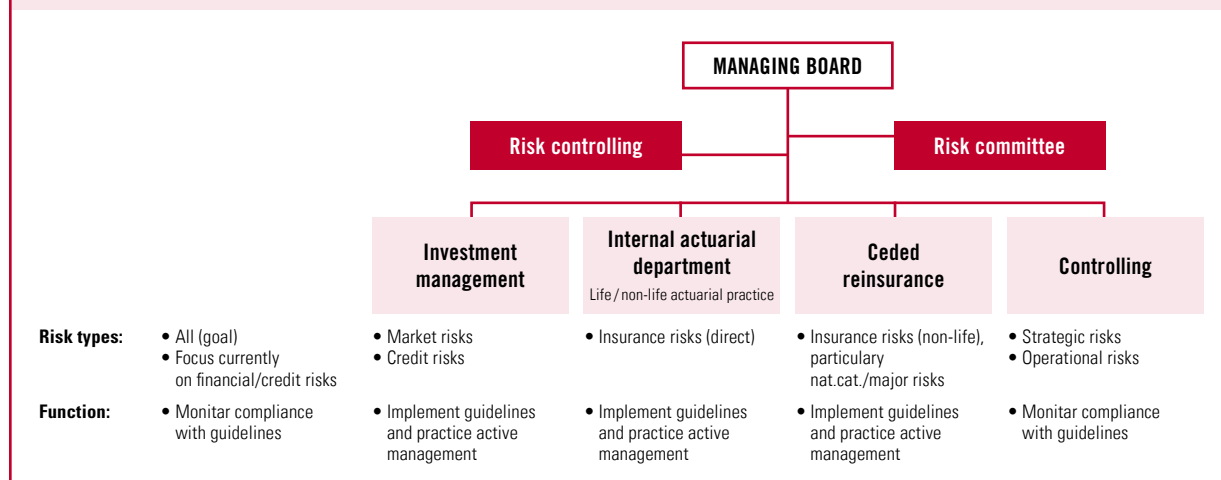 MANAGING BOARD
Risk controlling
Risk committee
Investment
management
Internal actuarial
department
Life / non-life actuarial practice
Ceded
reinsurance
Controlling
Risk types:
• All (goal)
• Focus currently
on financial/credit risks
• Market risks
• Credit risks
• Insurance risks (direct)
• Insurance risks (non-life),
particulary
nat.cat./major risks
• Strategic risks
• Operational risks
Function:
• Monitar compliance
with guidelines
• Implement guidelines
and practice active
management
• Implement guidelines
and practice active
management
• Implement guidelines
and practice active
management
• Monitar compliance
with guidelines